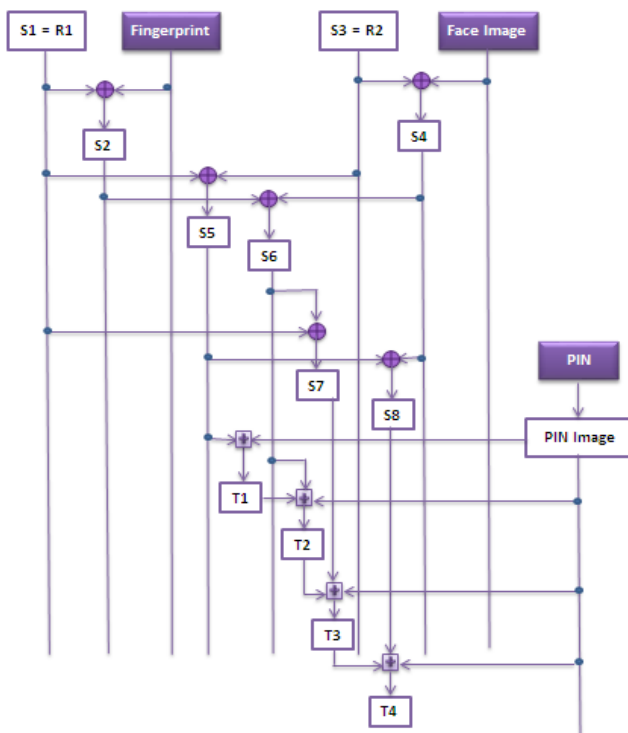 S1 = R1
Fingerprint
S3 = R2
Face Image
S2
S4
S5
S6
S7
S8
PIN
PIN Image
T1
T2
T3
T4